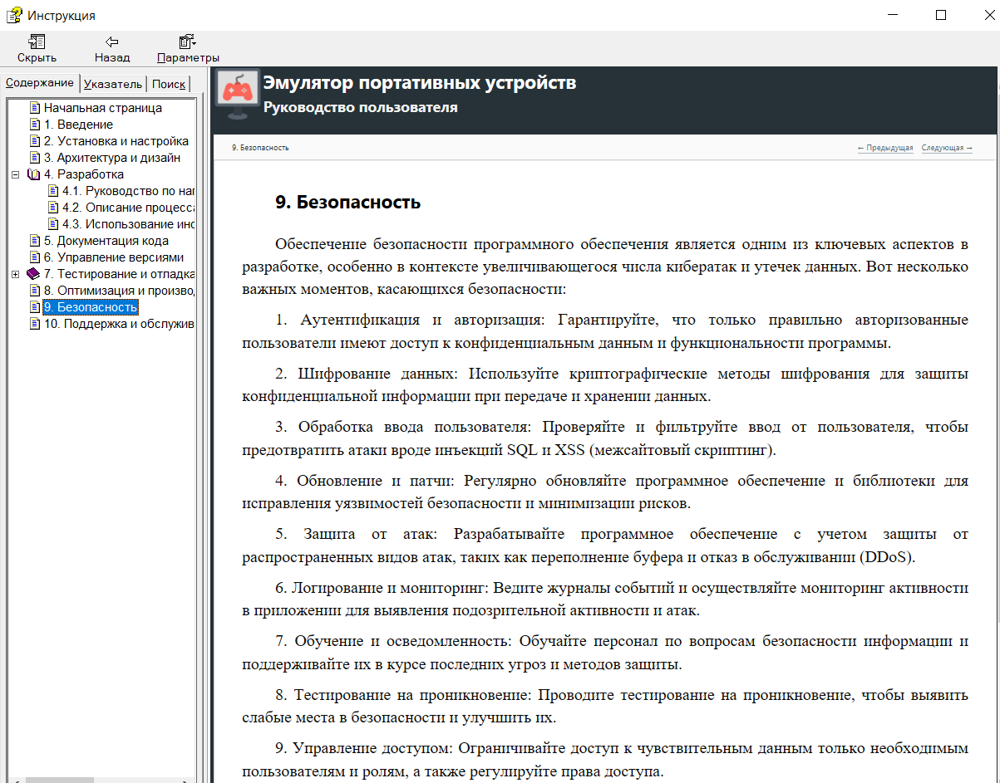 Инструкция
Скрыть Назад Параметры
Содержание Указатель Поиск
Начальная страница
1. Введение
2. Установка и настройка
3. Архитектура и дизайн
4. Разработка
4.1. Руководство по
4.2. Описание
4.3. Использование
5. Документация кода
6. Управление версиями
7. Тестирование и отладка
8. Оптимизация и
9. Безопасность
10. Поддержка и
Эмулятор портативных устройств
Руководство пользователя
9. Безопасность ← Предыдущая Следующая →
9. Безопасность
Обеспечение безопасности программного обеспечения является одним из ключевых аспектов в
разработке, особенно в контексте увеличивающегося числа кибератак и утечек данных. Вот несколько
важных моментов, касающихся безопасности:
1. Аутентификация и авторизация: Гарантируйте, что только правильно авторизованные
пользователи имеют доступ к конфиденциальным данным и функциональности программы.
2. Шифрование данных: Используйте криптографические методы шифрования для защиты
конфиденциальной информации при передаче и хранении данных.
3. Обработка ввода пользователя: Проверяйте и фильтруйте ввод от пользователя, чтобы
предотвратить атаки вроде инъекций SQL и XSS (межсайтовый скриптинг).
4. Обновление и патчи: Регулярно обновляйте программное обеспечение и библиотеки для
исправления уязвимостей безопасности и минимизации рисков.
5. Защита от атак: Разрабатывайте программное обеспечение с учетом защиты от
распространенных видов атак, таких как переполнение буфера и отказ в обслуживании (DDoS).
6. Логирование и мониторинг: Ведите журналы событий и осуществляйте мониторинг активности
в приложении для выявления подозрительной активности и атак.
7. Обучение и осведомленность: Обучайте персонал по вопросам безопасности информации и
поддерживайте их в курсе последних угроз и методов защиты.
8. Тестирование на проникновение: Проводите тестирование на проникновение, чтобы выявить
слабые места в безопасности и улучшить их.
9. Управление доступом: Ограничивайте доступ к чувствительным данным только необходимым
пользователям и ролям, а также регулируйте права доступа.